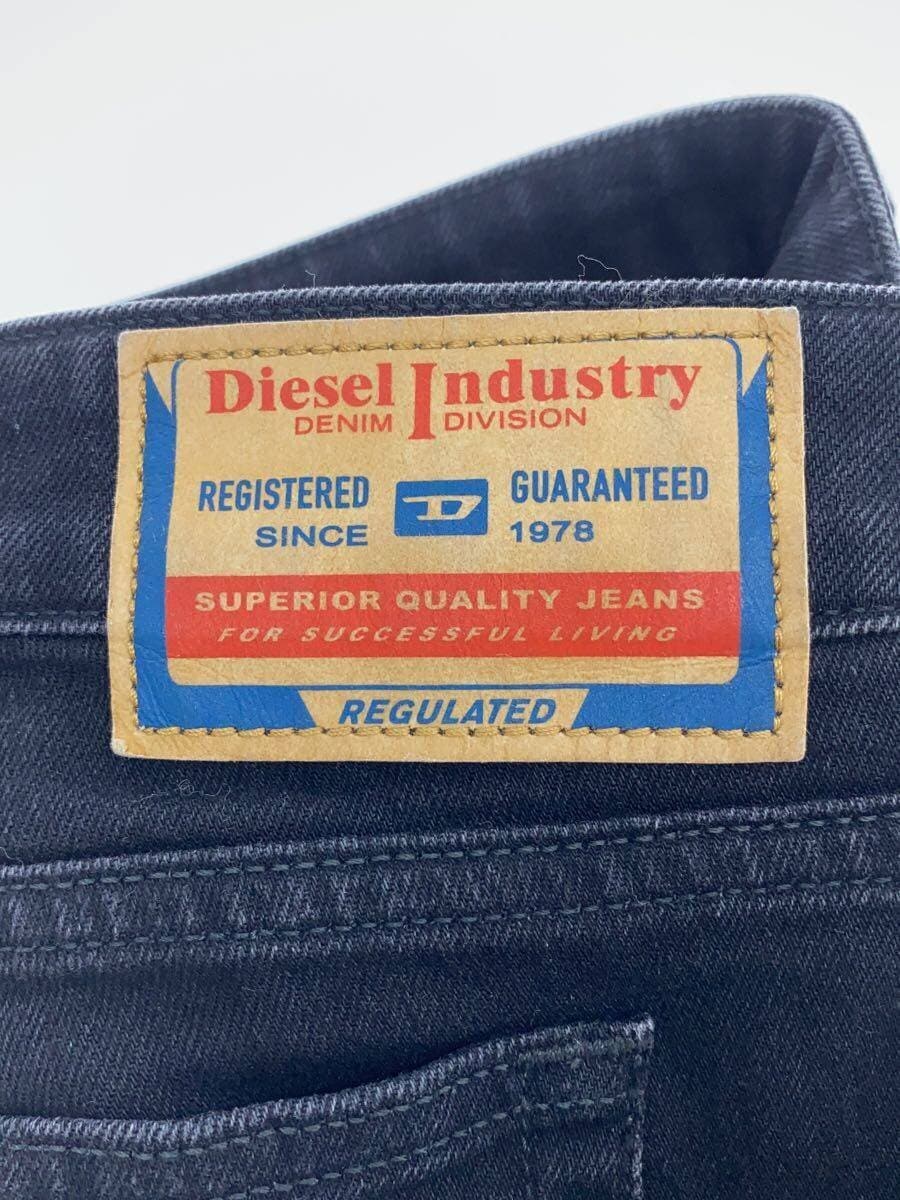 Diesel Industry
DENIM DIVISION
REGISTERED D GUARANTEED
SINCE 1978
SUPERIOR QUALITY JEANS
FOR SUCCESSFUL LIVING
REGULATED